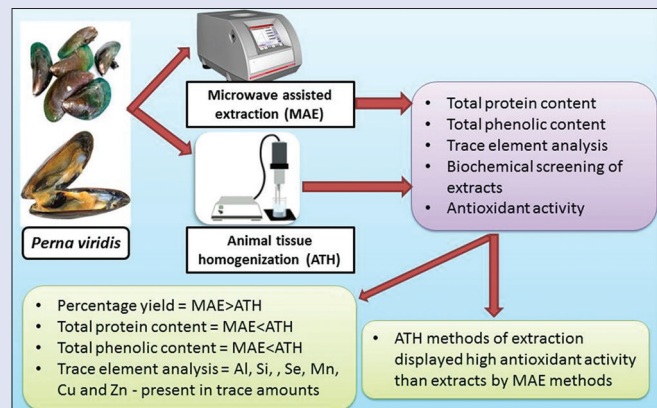 Microwave assisted
extraction (MAE)
Perna viridis
Animal tissue
homogenization (ATH)
• Total protein content
• Total phenolic content
• Trace element analysis
• Biochemical screening of
extracts
• Antioxidant activity
• Percentage yield = MAE>ATH
• Total protein content = MAE<ATH
• Total phenolic content = MAE<ATH
• Trace element analysis = Al, Si, , Se, Mn,
Cu and Zn - present in trace amounts
• ATH methods of extraction
displayed high antioxidant activity
than extracts by MAE methods